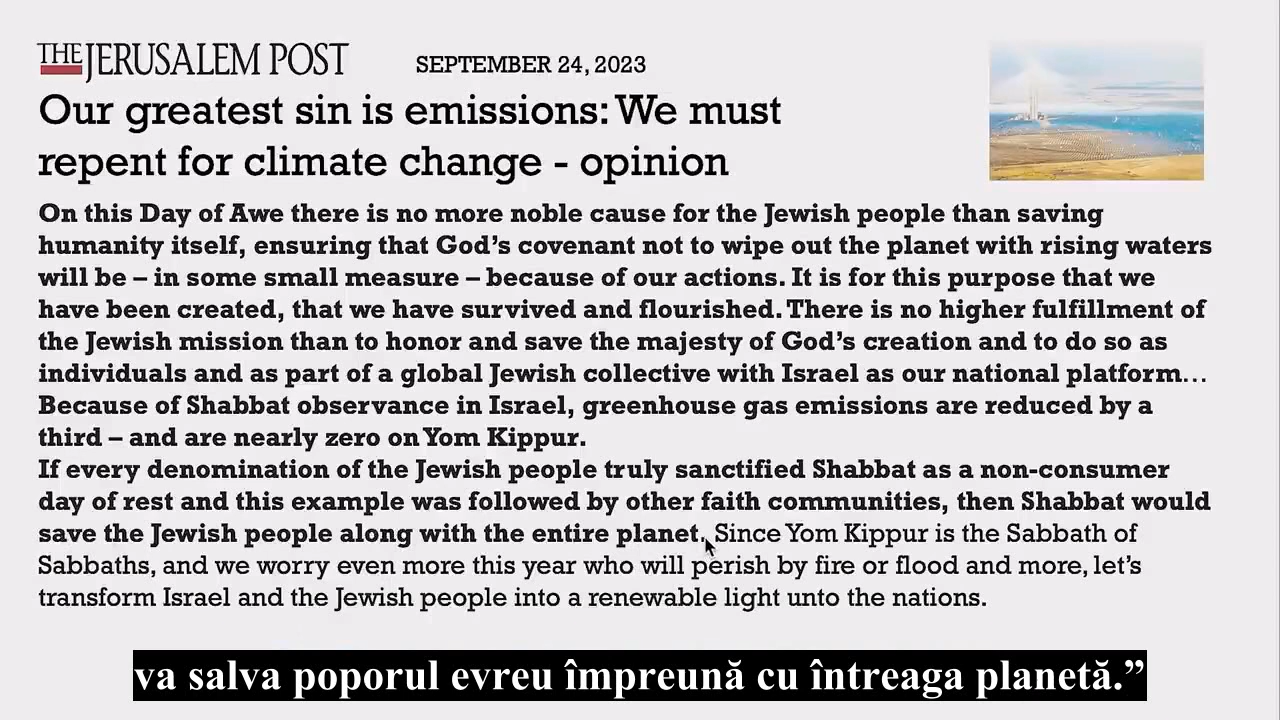 THE JERUSALEM POST SEPTEMBER 24, 2023
Our greatest sin is emissions: We must
repent for climate change - opinion
On this Day of Awe there is no more noble cause for the Jewish people than saving
humanity itself, ensuring that God’s covenant not to wipe out the planet with rising waters
will be – in some small measure – because of our actions. It is for this purpose that we
have been created, that we have survived and flourished. There is no higher fulfillment of
the Jewish mission than to honor and save the majesty of God’s creation and to do so as
individuals and as part of a global Jewish collective with Israel as our national platform…
Because of Shabbat observance in Israel, greenhouse gas emissions are reduced by a
third – and are nearly zero on Yom Kippur.
If every denomination of the Jewish people truly sanctified Shabbat as a non-consumer
day of rest and this example was followed by other faith communities, then Shabbat would
save the Jewish people along with the entire planet. Since Yom Kippur is the Sabbath of
Sabbaths, and we worry even more this year who will perish by fire or flood and more, let’s
transform Israel and the Jewish people into a renewable light unto the nations.
va salva poporul evreu împreună cu întreaga planetă.”